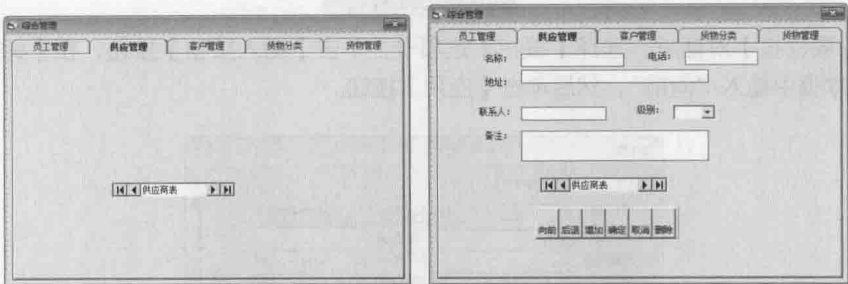 综合管理
员工管理 供应管理 客户管理 货物分类 货物管理
供应商表
综合管理
员工管理 供应管理 客户管理 货物分类 货物管理
名称： 电话：
地址：
联系人： 级别：
备注：
供应商表
向前 后退 增加 确定 取消 删除